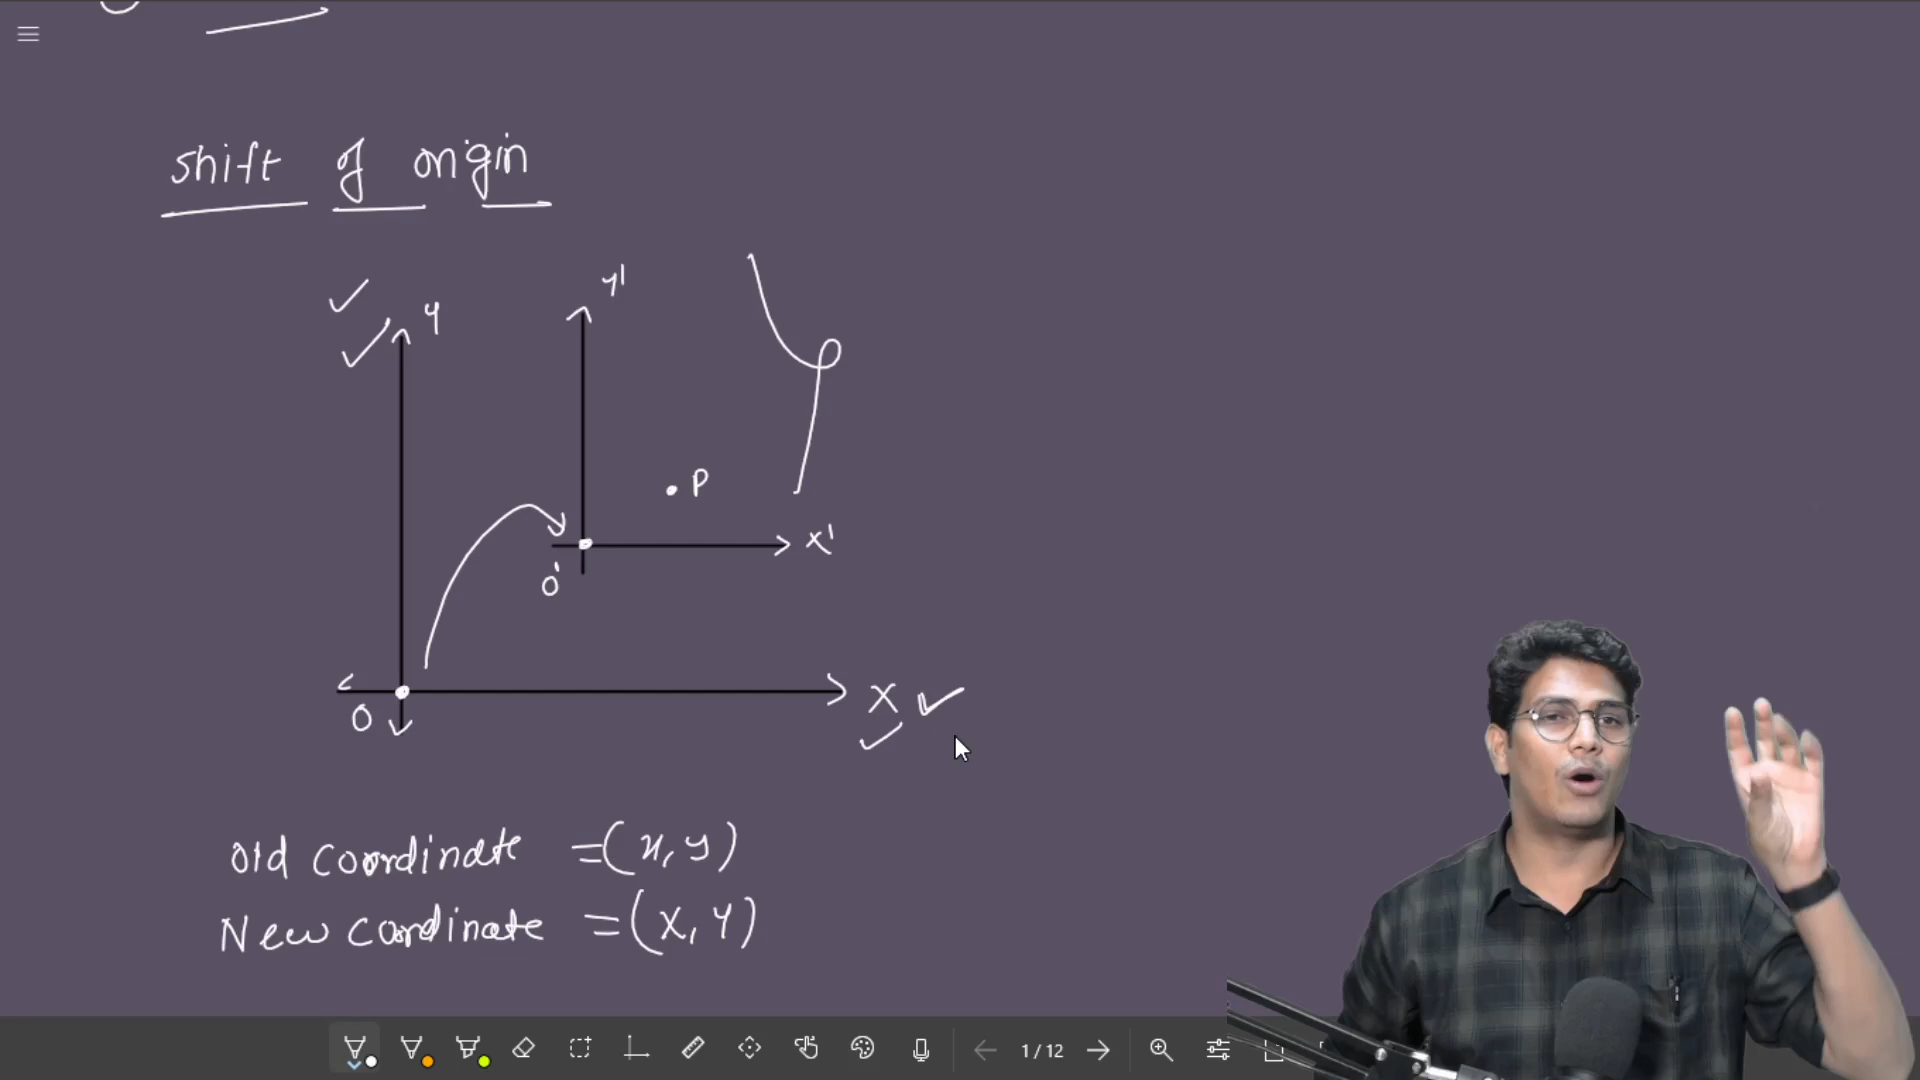 shift of origin
y'
y
P
x'
O'
X
O
Old coordinate = (x, y)
New cordinate = (X, Y)
1 / 12